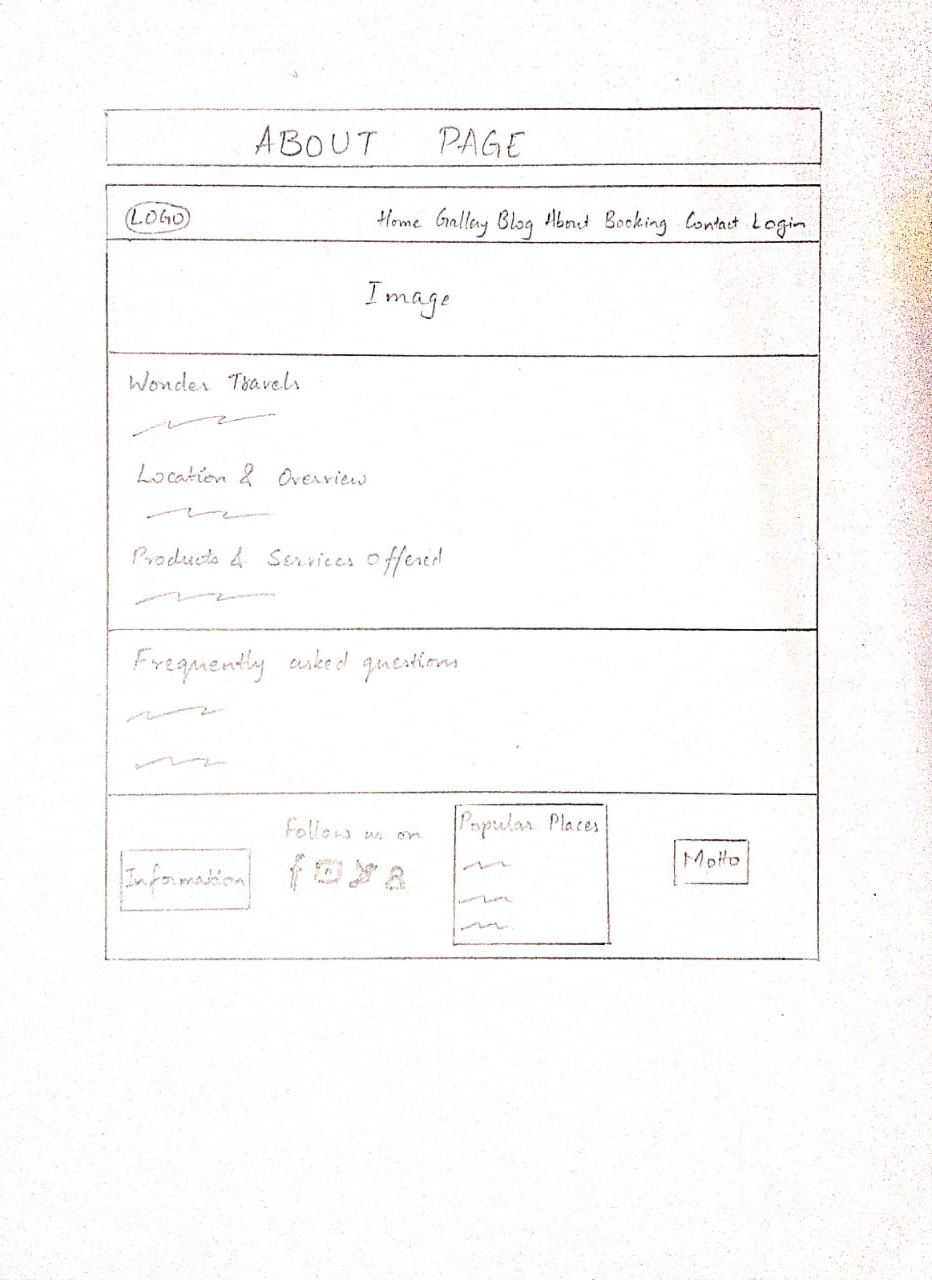 ABOUT PAGE
LOGO Home Gallery Blog About Booking Contact Login
Image
Wonder Travels
Location & Overview
Products & Services Offered
Frequently asked questions
Follow us on
Information
Popular Places
Motto